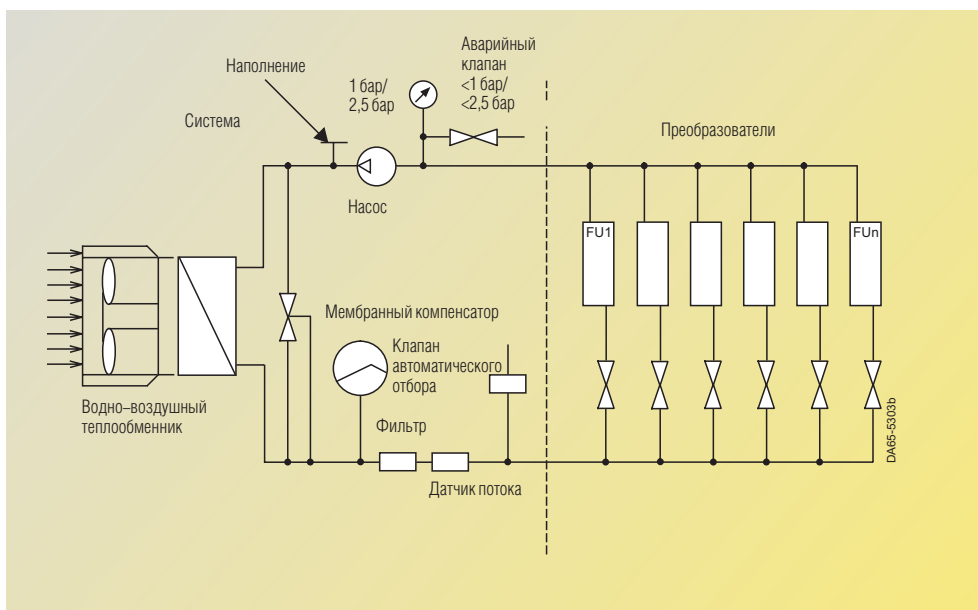 Наполнение
Система
1 бар/
2,5 бар
Аварийный
клапан
<1 бар/
<2,5 бар
Преобразователи
Насос
FU1
FUn
Мембранный компенсатор
Клапан
автоматического
отбора
Водно–воздушный
теплообменник
Фильтр
Датчик потока
DA65-5303b